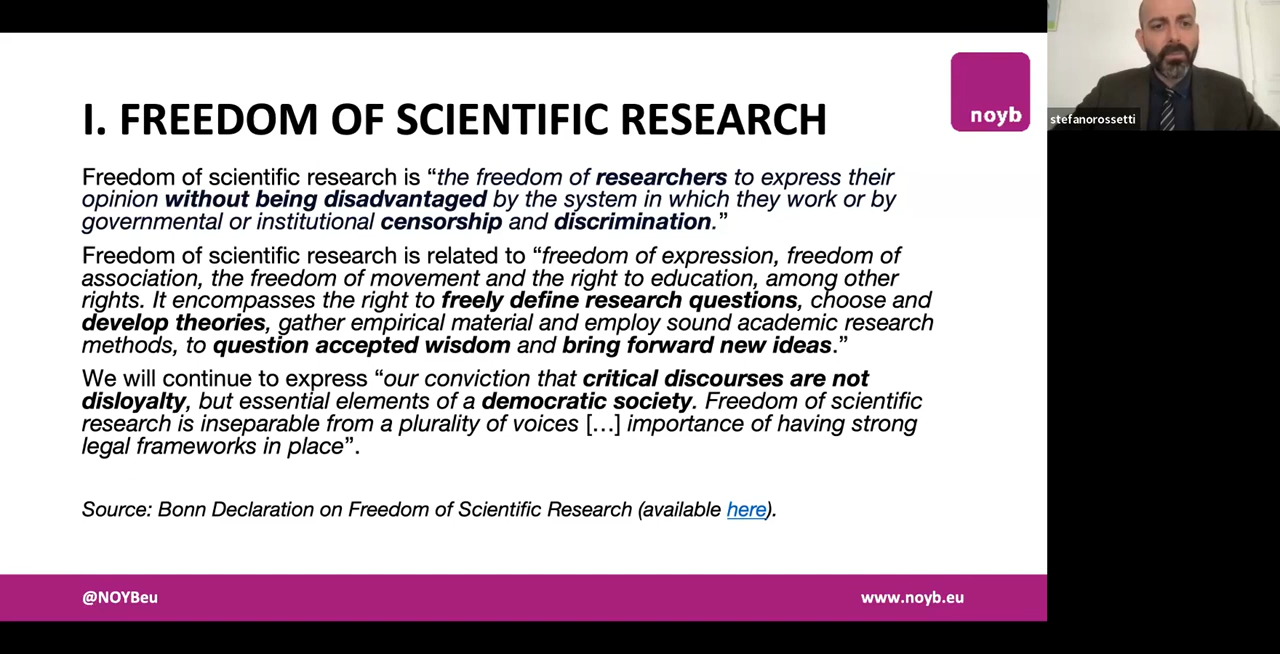 I. FREEDOM OF SCIENTIFIC RESEARCH
noyb
stefanorossetti
Freedom of scientific research is “the freedom of researchers to express their
opinion without being disadvantaged by the system in which they work or by
governmental or institutional censorship and discrimination.”
Freedom of scientific research is related to “freedom of expression, freedom of
association, the freedom of movement and the right to education, among other
rights. It encompasses the right to freely define research questions, choose and
develop theories, gather empirical material and employ sound academic research
methods, to question accepted wisdom and bring forward new ideas.”
We will continue to express “our conviction that critical discourses are not
disloyalty, but essential elements of a democratic society. Freedom of scientific
research is inseparable from a plurality of voices […] importance of having strong
legal frameworks in place”.
Source: Bonn Declaration on Freedom of Scientific Research (available here).
@NOYBeu
www.noyb.eu